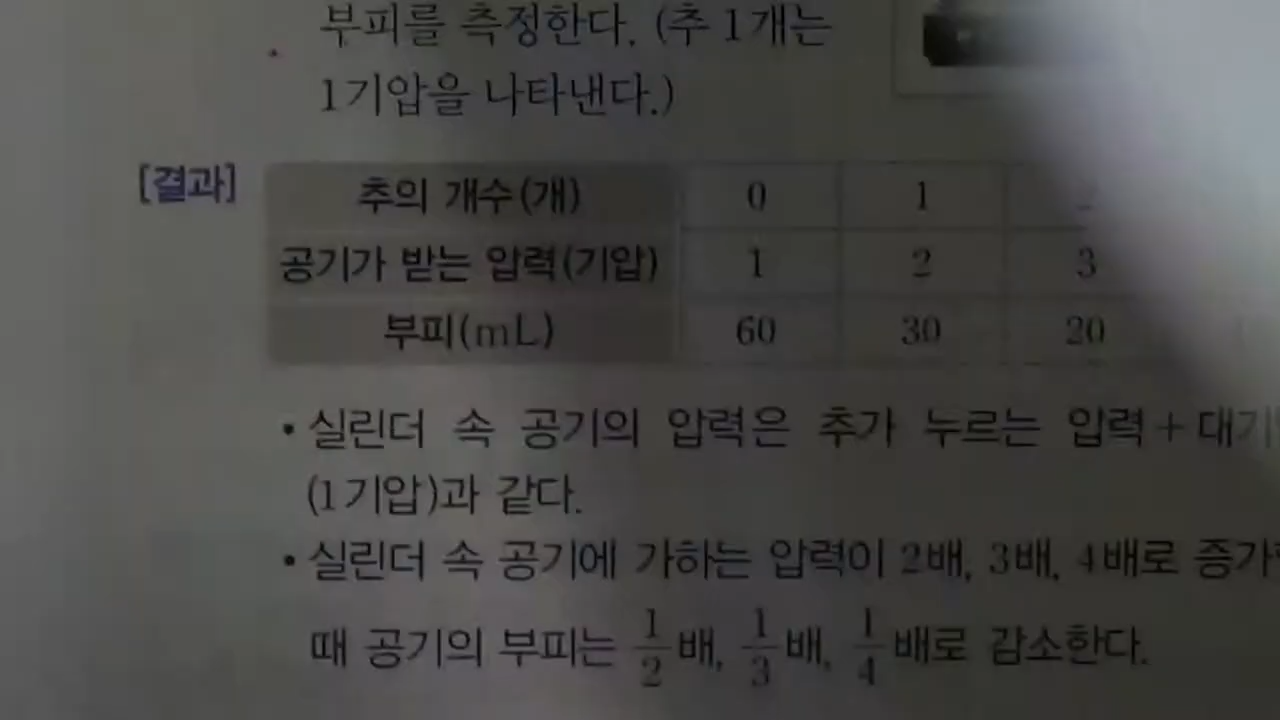 부피를 측정한다. (추 1개는
1기압을 나타낸다.)
[결과]
추의 개수(개) 0 1
공기가 받는 압력(기압) 1 2 3
부피(mL) 60 30 20
• 실린더 속 공기의 압력은 추가 누르는 압력+대기
(1기압)과 같다.
• 실린더 속 공기에 가하는 압력이 2배, 3배, 4배로 증가
때 공기의 부피는 1/2배, 1/3배, 1/4배로 감소한다.